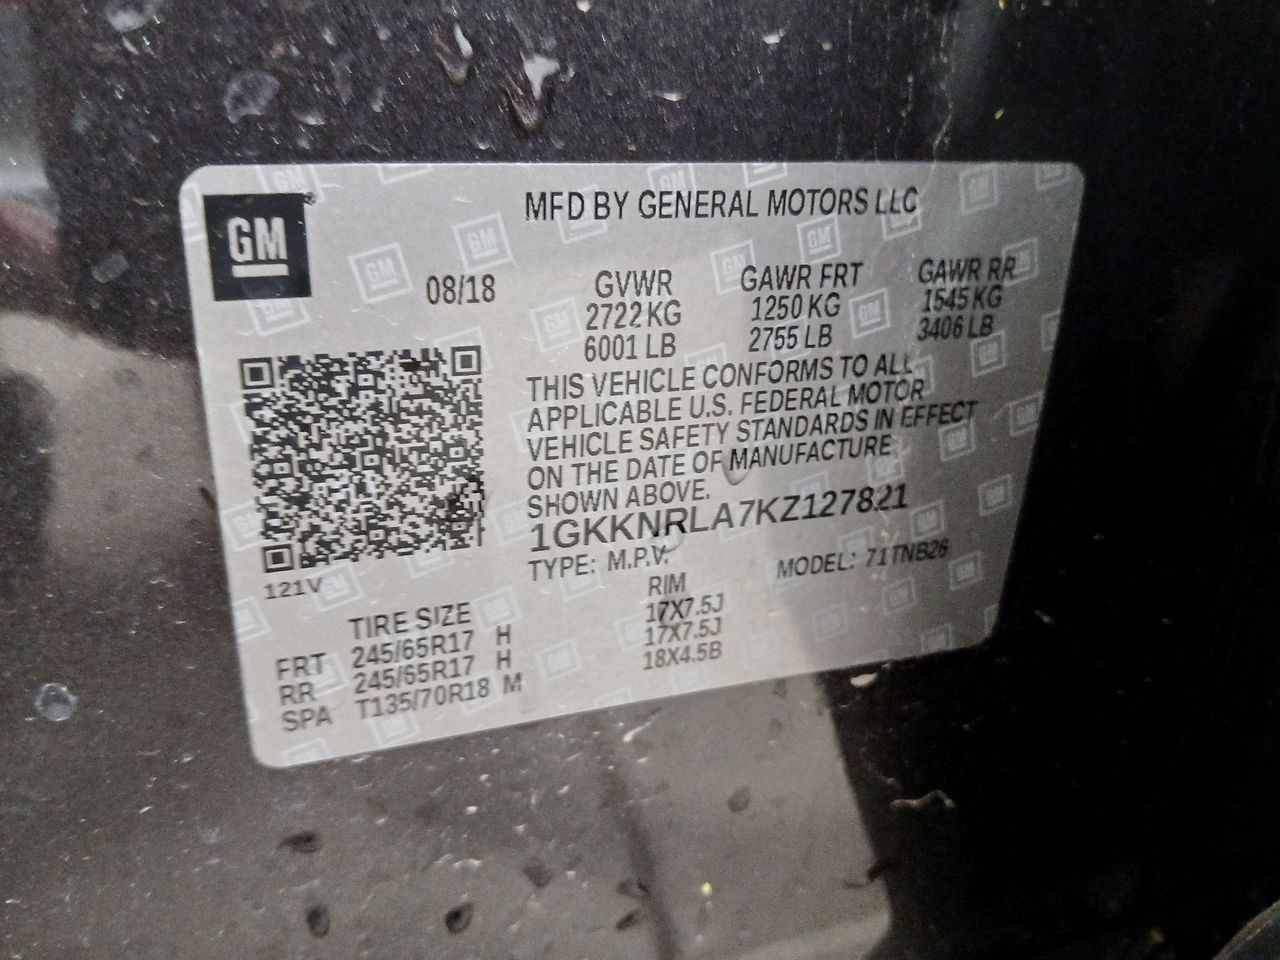 GM
MFD BY GENERAL MOTORS LLC
08/18
GVWR GAWR FRT GAWR RR
2722 KG 1250 KG 1545 KG
6001 LB 2755 LB 3406 LB
THIS VEHICLE CONFORMS TO ALL
APPLICABLE U.S. FEDERAL MOTOR
VEHICLE SAFETY STANDARDS IN EFFECT
ON THE DATE OF MANUFACTURE
SHOWN ABOVE.
1GKKNRLA7KZ127821
TYPE: M.P.V. MODEL: 71TNB26
121V
TIRE SIZE RIM
FRT 245/65R17 H 17X7.5J
RR 245/65R17 H 17X7.5J
SPA T135/70R18 M 18X4.5B